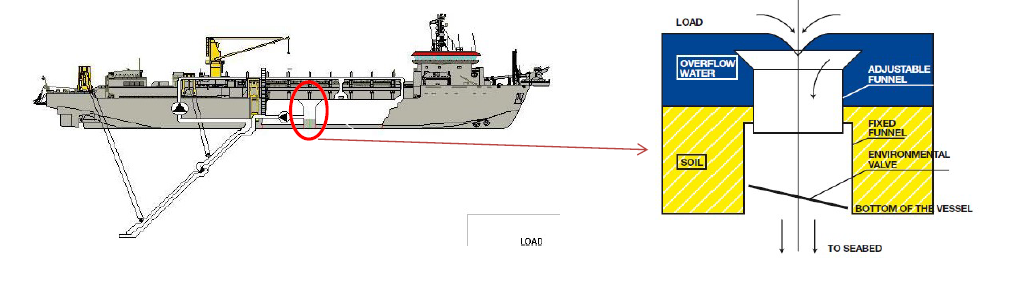 LOAD
OVERFLOW
WATER
ADJUSTABLE
FUNNEL
FIXED
FUNNEL
ENVIRONMENTAL
VALVE
SOIL
BOTTOM OF THE VESSEL
TO SEABED
LOAD